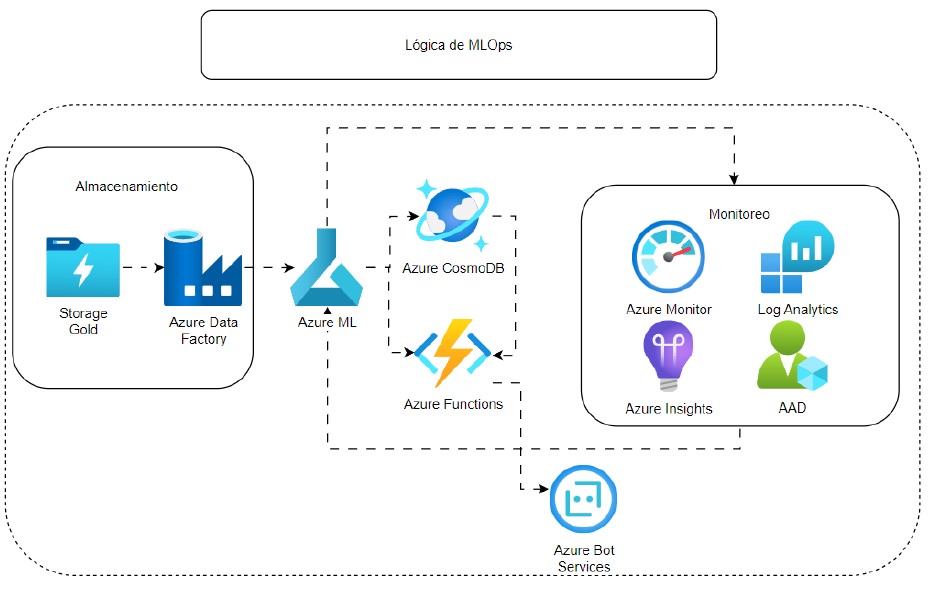 Lógica de MLOps
Almacenamiento
Storage
Gold
Azure Data
Factory
Azure ML
Azure CosmoDB
Azure Functions
Monitoreo
Azure Monitor
Log Analytics
Azure Insights
AAD
Azure Bot
Services